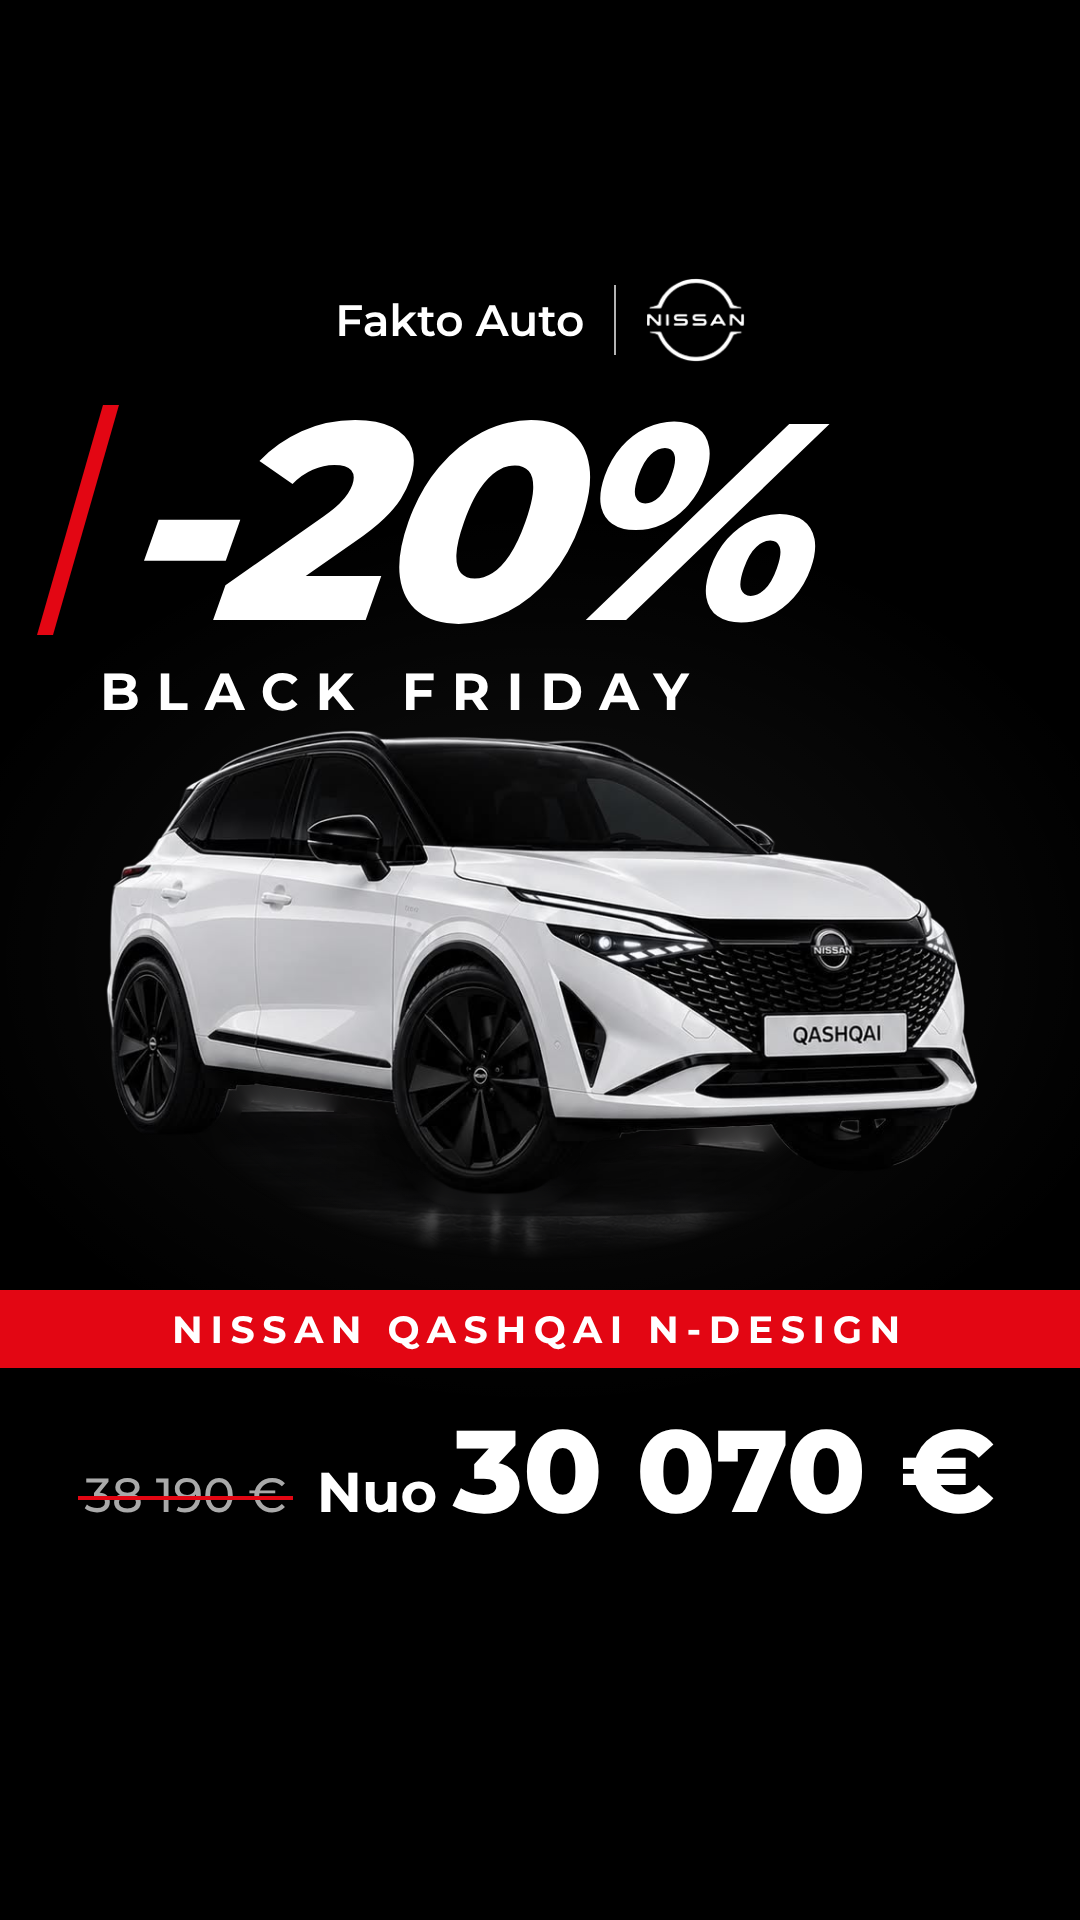 Fakto Auto
NISSAN
-20%
BLACK FRIDAY
NISSAN
QASHQAI
NISSAN QASHQAI N-DESIGN
38 190 € Nuo 30 070 €